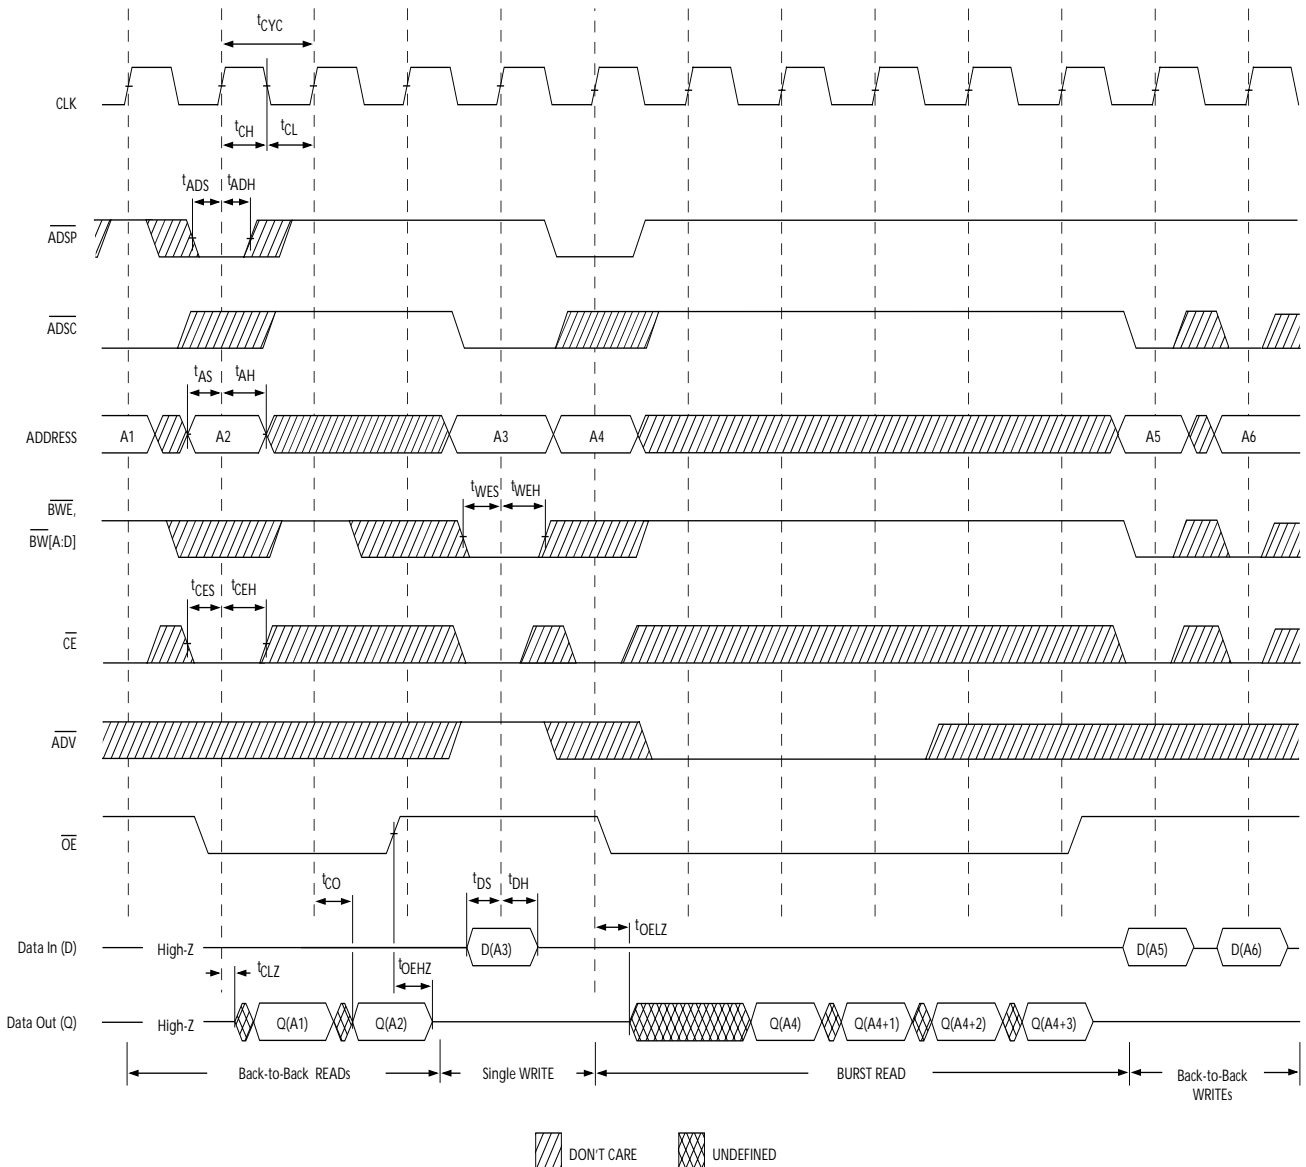 tCYC
CLK
tCH
tCL
tADS
tADH
ADSP
ADSC
tAS
tAH
ADDRESS
A1
A2
A3
A4
A5
A6
tWES
tWEH
BWE,
BW[A:D]
tCES
tCEH
CE
ADV
OE
tCO
tDS
tDH
tOELZ
Data In (D)
High-Z
D(A3)
D(A5)
D(A6)
tCLZ
tOEHZ
Data Out (Q)
High-Z
Q(A1)
Q(A2)
Q(A4)
Q(A4+1)
Q(A4+2)
Q(A4+3)
Back-to-Back READs
Single WRITE
BURST READ
Back-to-Back
WRITEs
DON'T CARE
UNDEFINED